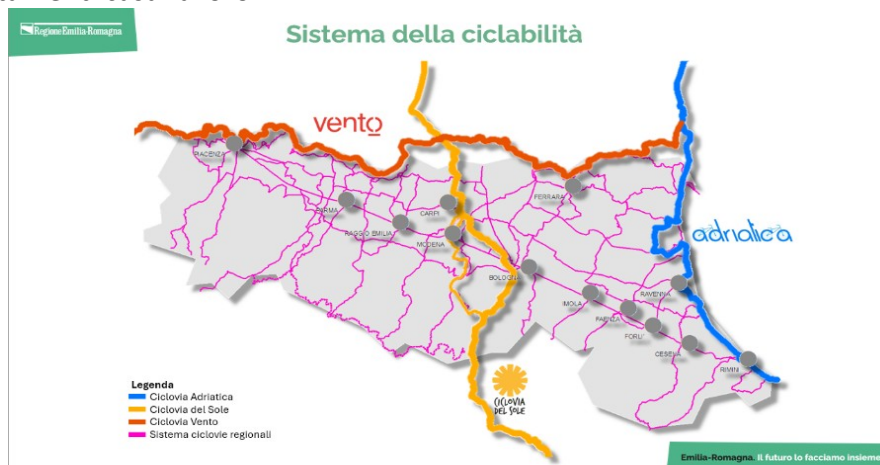 Regione Emilia-Romagna
Sistema della ciclabilità
vento
PIACENZA
PARMA
REGGIO EMILIA
CARPI
MODENA
FERRARA
adriatica
BOLOGNA
IMOLA
RAVENNA
FAENZA
FORLI'
CESENA
RIMINI
CICLOVIA
DEL SOLE
Legenda
Ciclovia Adriatica
Ciclovia del Sole
Ciclovia Vento
Sistema ciclovie regionali
Emilia-Romagna. Il futuro lo facciamo insieme